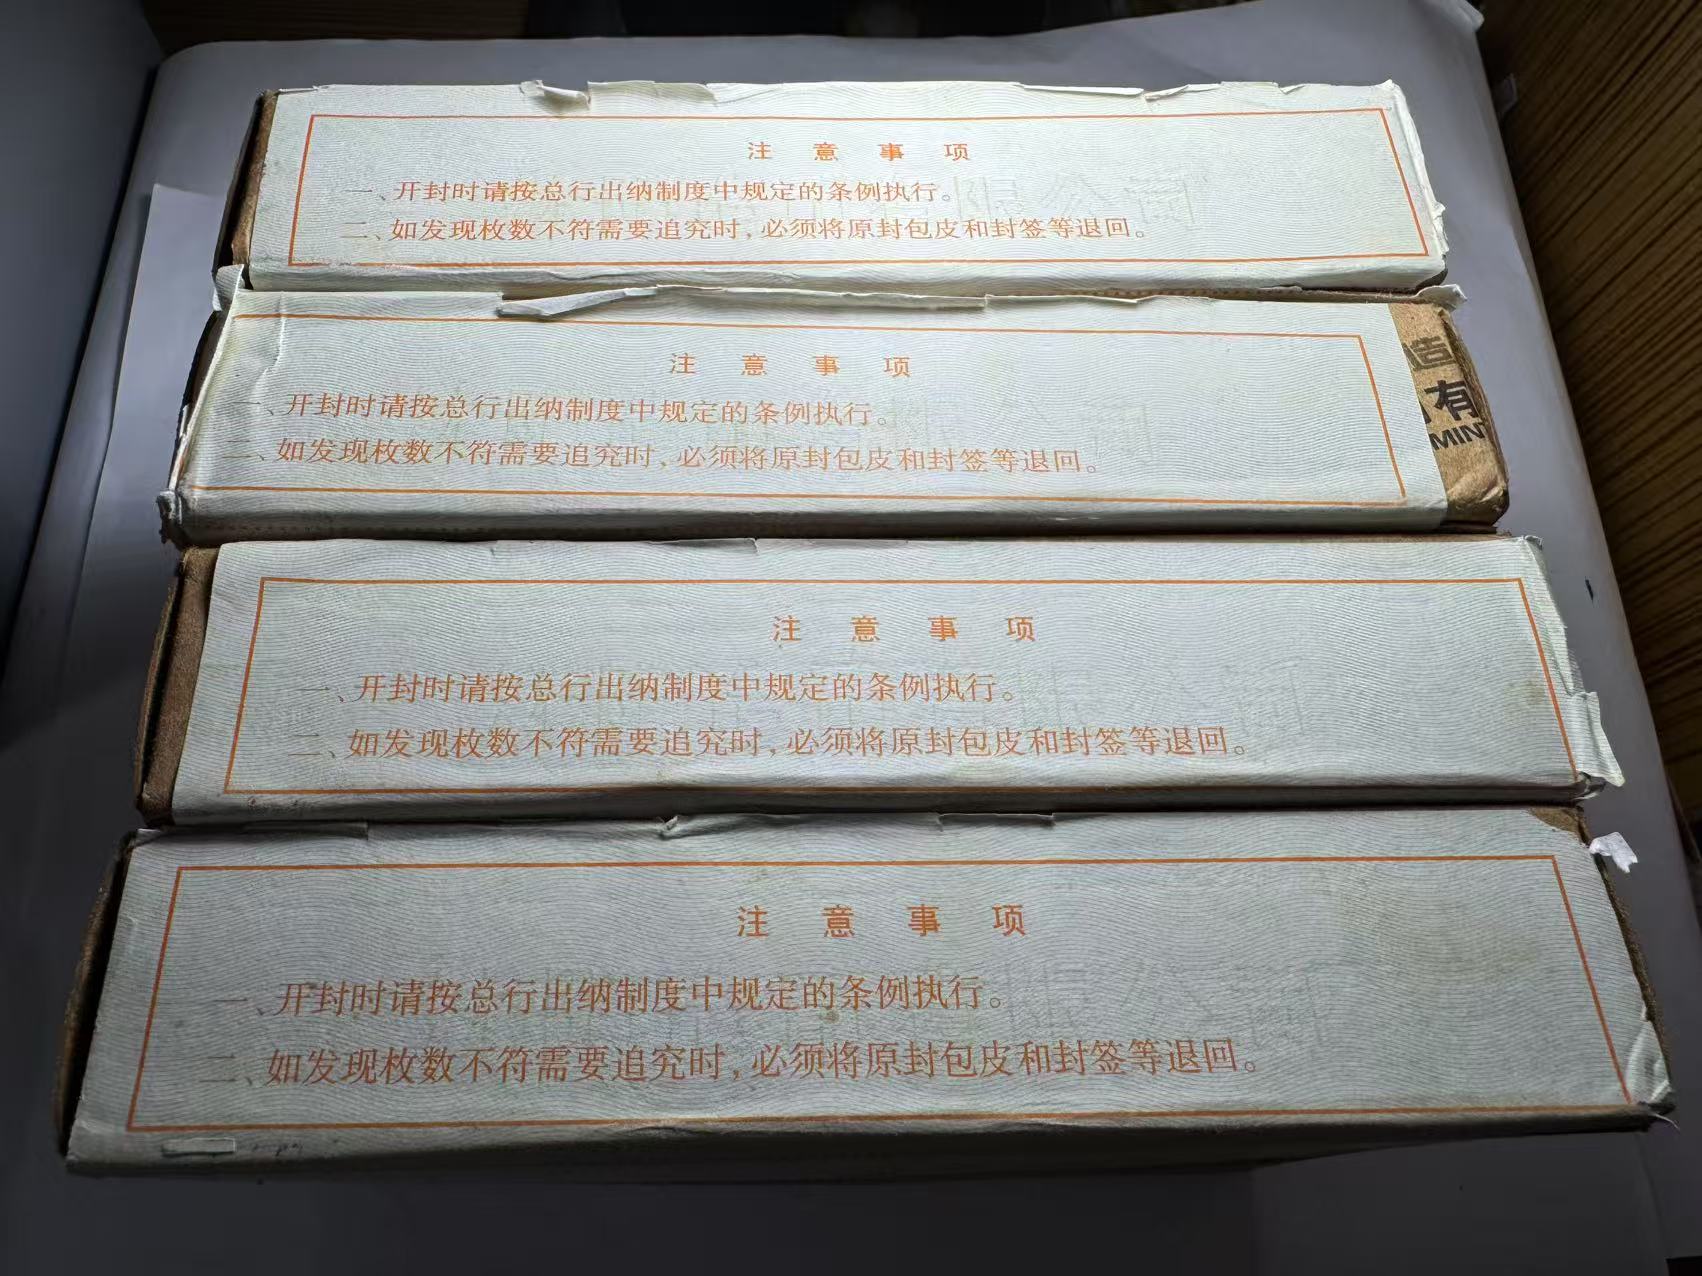 注意事项
一、开封时请按总行出纳制度中规定的条例执行。
二、如发现枚数不符需要追究时，必须将原封包皮和封签等退回。
注意事项
一、开封时请按总行出纳制度中规定的条例执行。
二、如发现枚数不符需要追究时、必须将原封包皮和封签等退回。
造
有
MIN
注意事项
一、开封时请按总行出纳制度中规定的条例执行。
二、如发现枚数不符需要追究时，必须将原封包皮和封签等退回。
注意事项
一、开封时请按总行出纳制度中规定的条例执行。
二、如发现枚数不符需要追究时，必须将原封包皮和封签等退回。